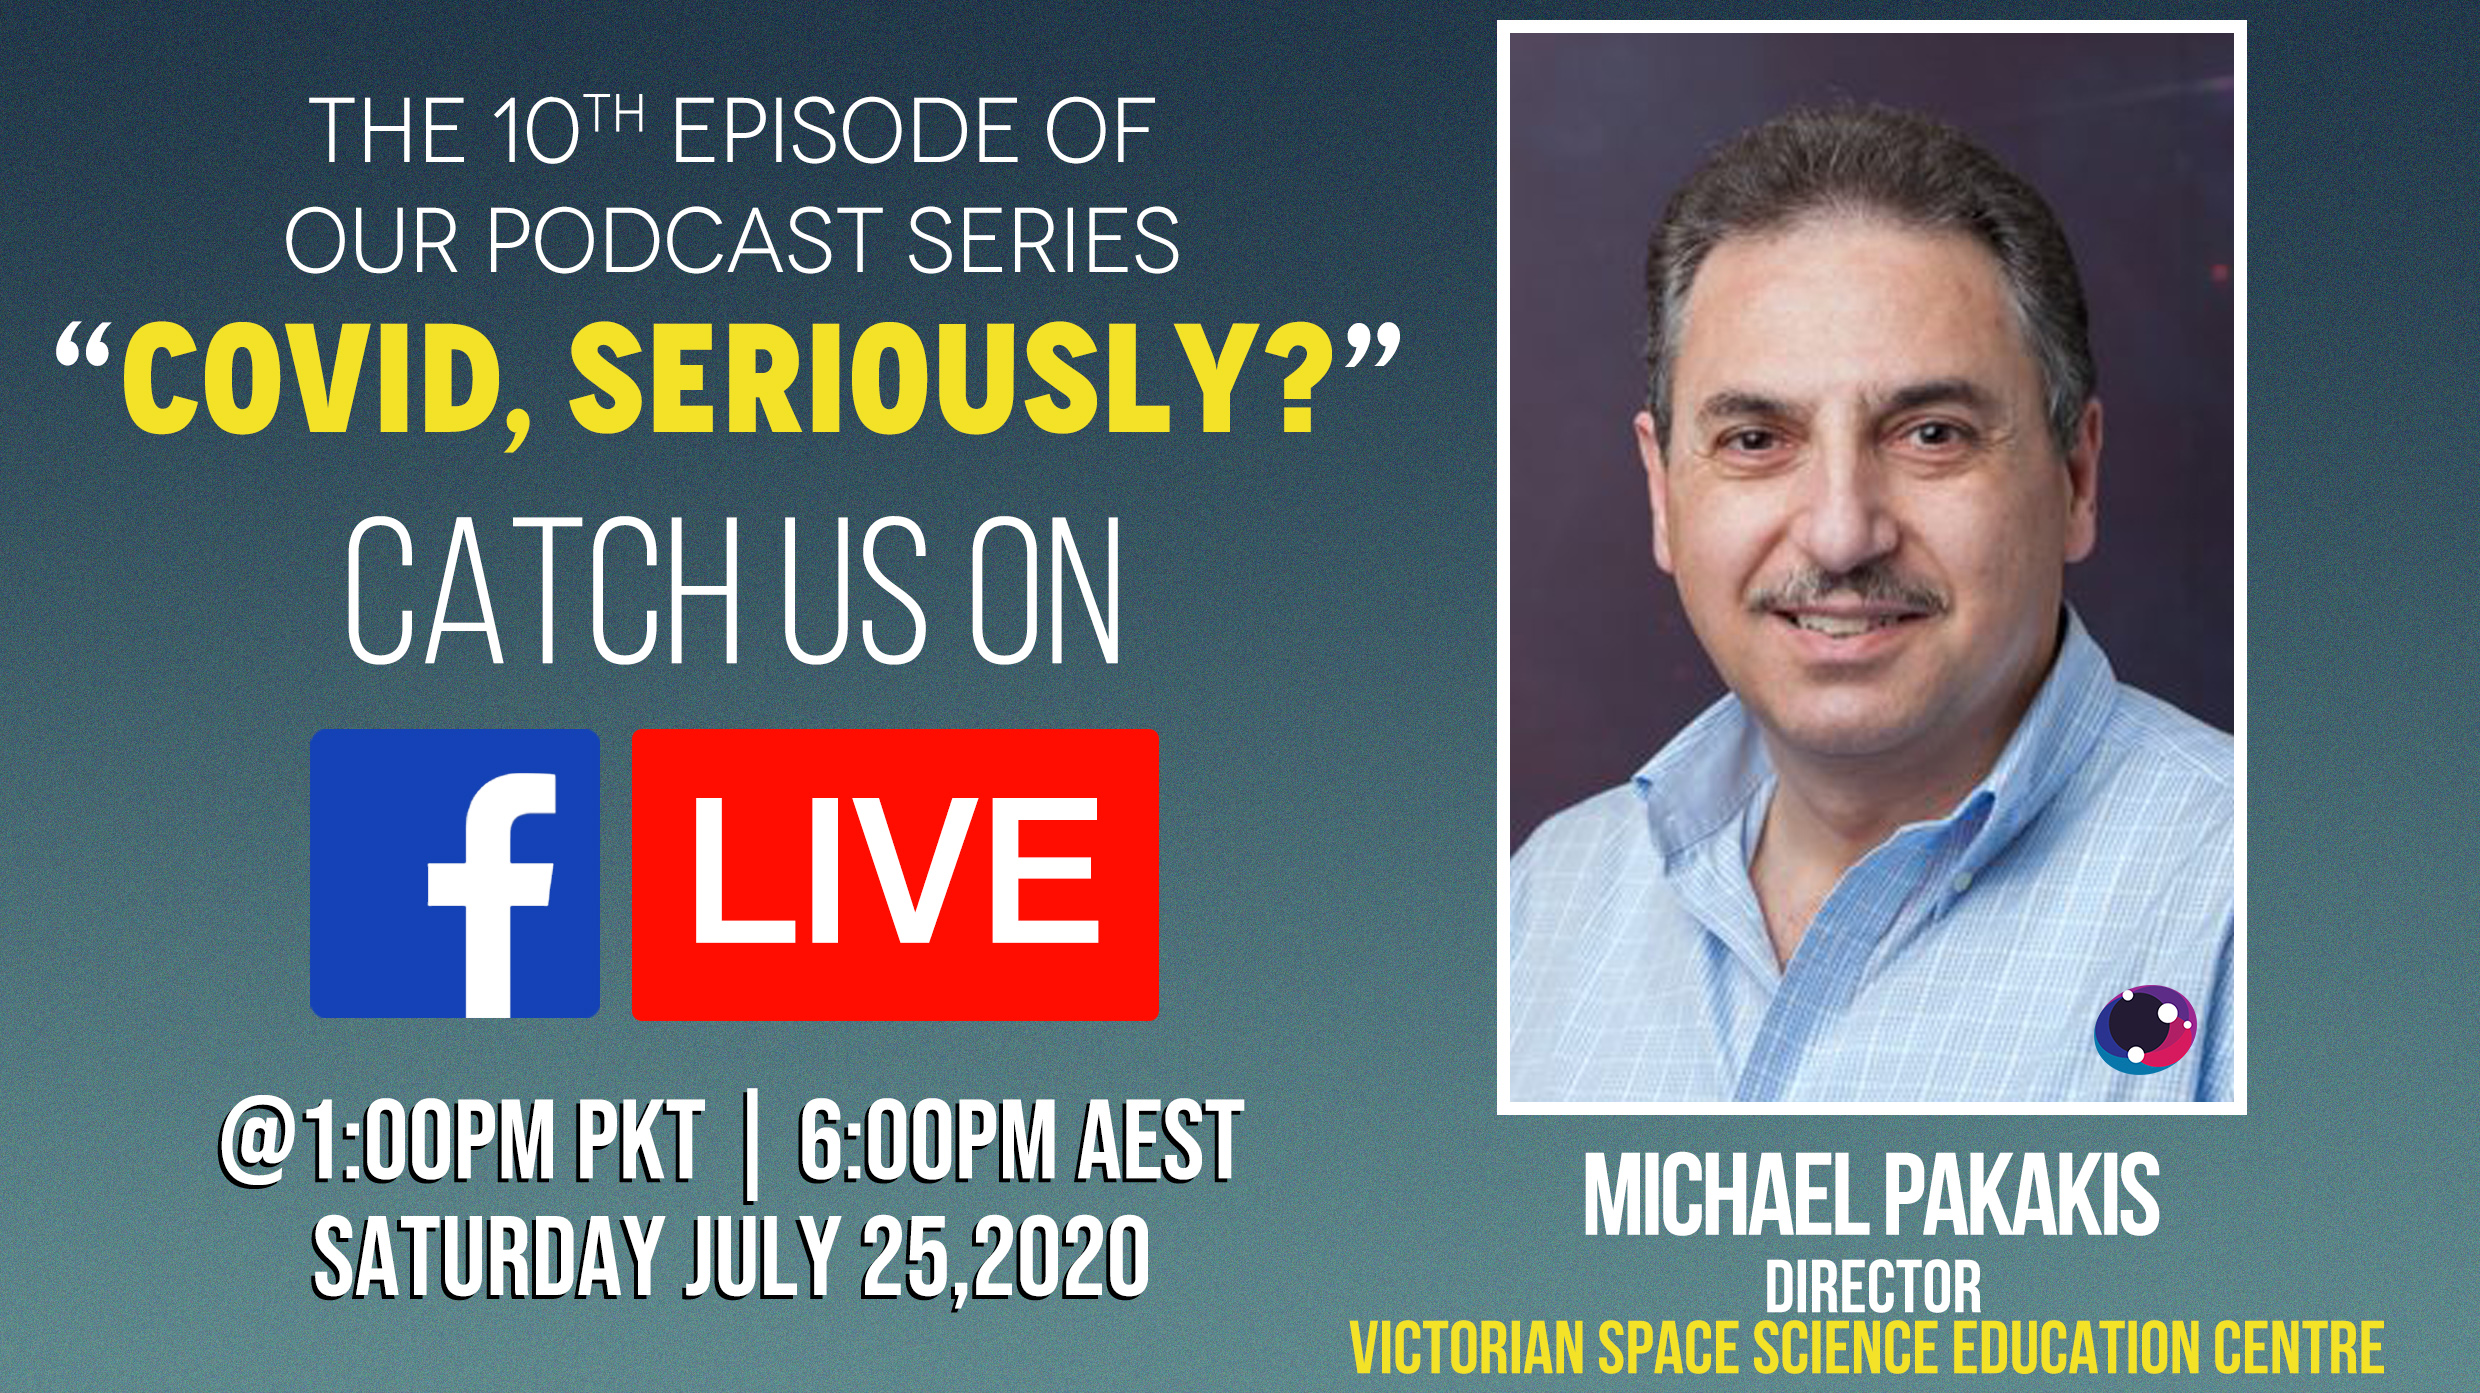 THE 10TH EPISODE OF
OUR PODCAST SERIES
“COVID, SERIOUSLY?”
CATCH US ON
f LIVE
@1:00PM PKT | 6:00PM AEST
SATURDAY JULY 25,2020
MICHAEL PAKAKIS
DIRECTOR
VICTORIAN SPACE SCIENCE EDUCATION CENTRE